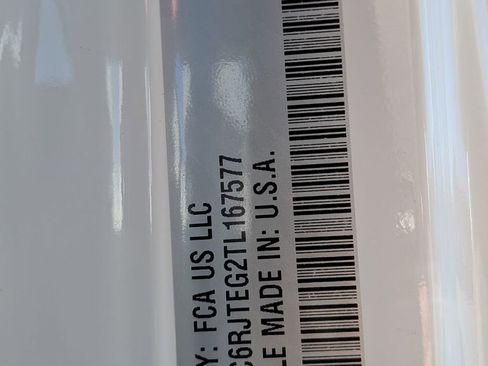 Y: FCA US LLC
C6RJTEG2TL167577
LE MADE IN: U.S.A.